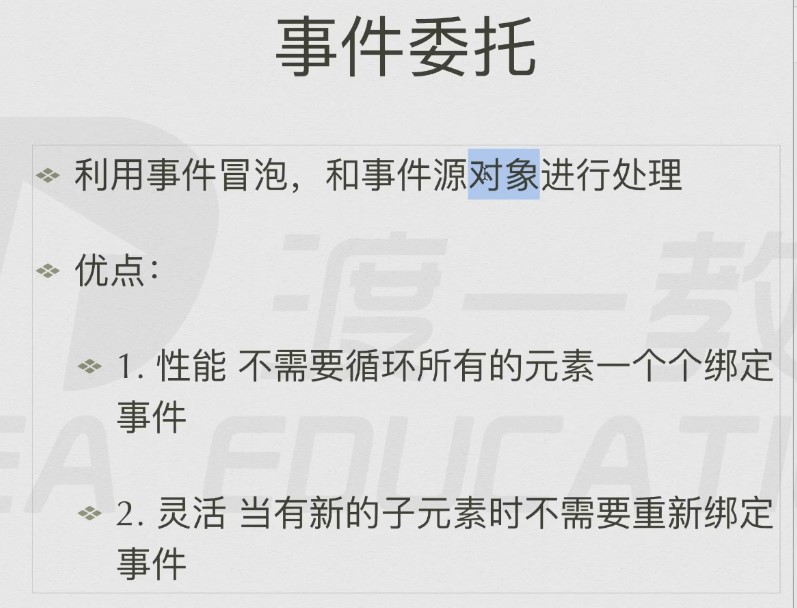 事件委托
利用事件冒泡，和事件源对象进行处理
优点：
1. 性能 不需要循环所有的元素一个个绑定
事件
2. 灵活 当有新的子元素时不需要重新绑定
事件
渡一教
EA EDUCATI